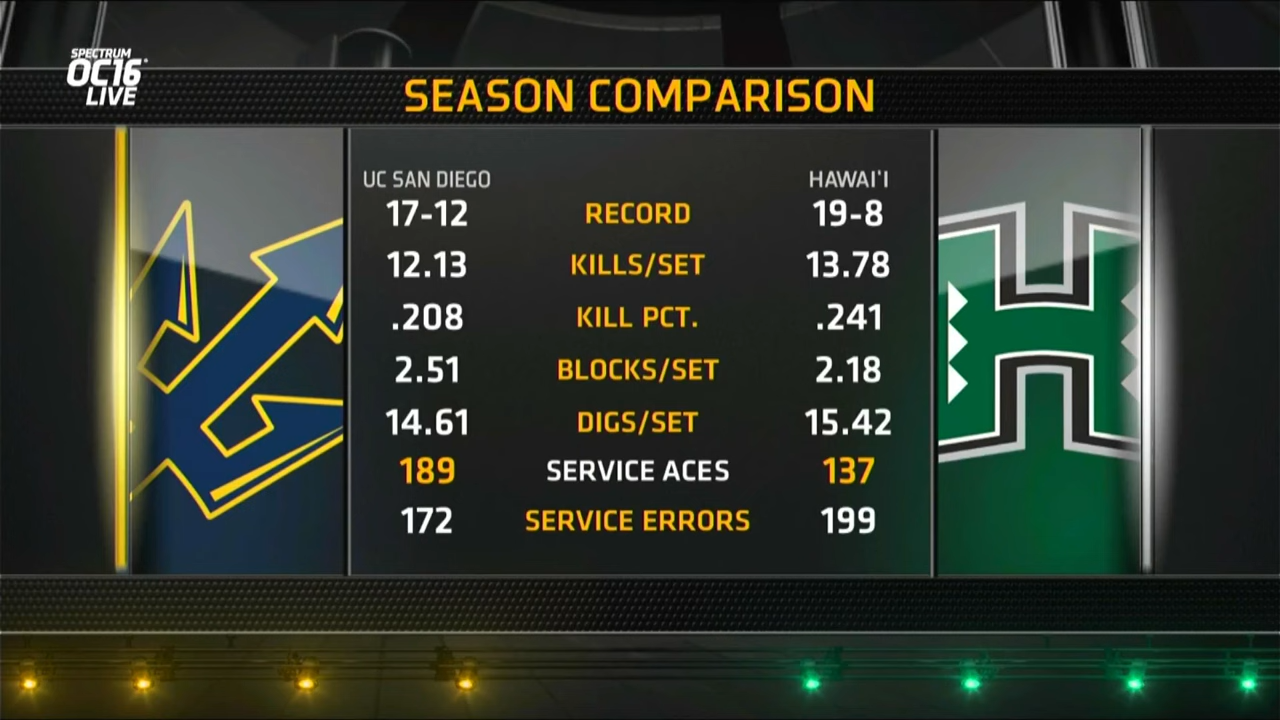 SPECTRUM
OC16
LIVE
SEASON COMPARISON
UC SAN DIEGO HAWAI'I
17-12 RECORD 19-8
12.13 KILLS/SET 13.78
.208 KILL PCT. .241
2.51 BLOCKS/SET 2.18
14.61 DIGS/SET 15.42
189 SERVICE ACES 137
172 SERVICE ERRORS 199
H